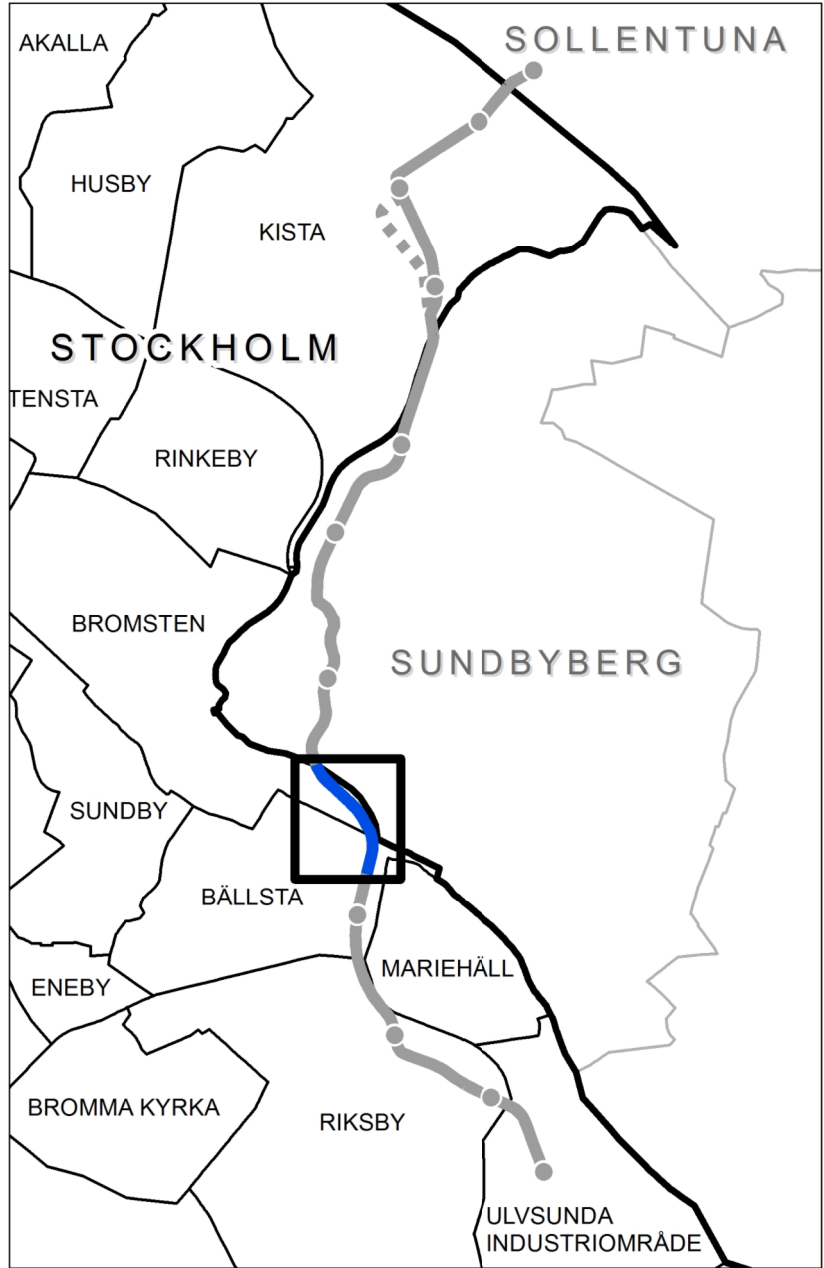 SOLLENTUNA
AKALLA
HUSBY
KISTA
STOCKHOLM
TENSTA
RINKEBY
BROMSTEN
SUNDBYBERG
SUNDBY
BÄLLSTA
MARIEHÄLL
ENEBY
BROMMA KYRKA
RIKSBY
ULVSUNDA
INDUSTRIOMRÅDE